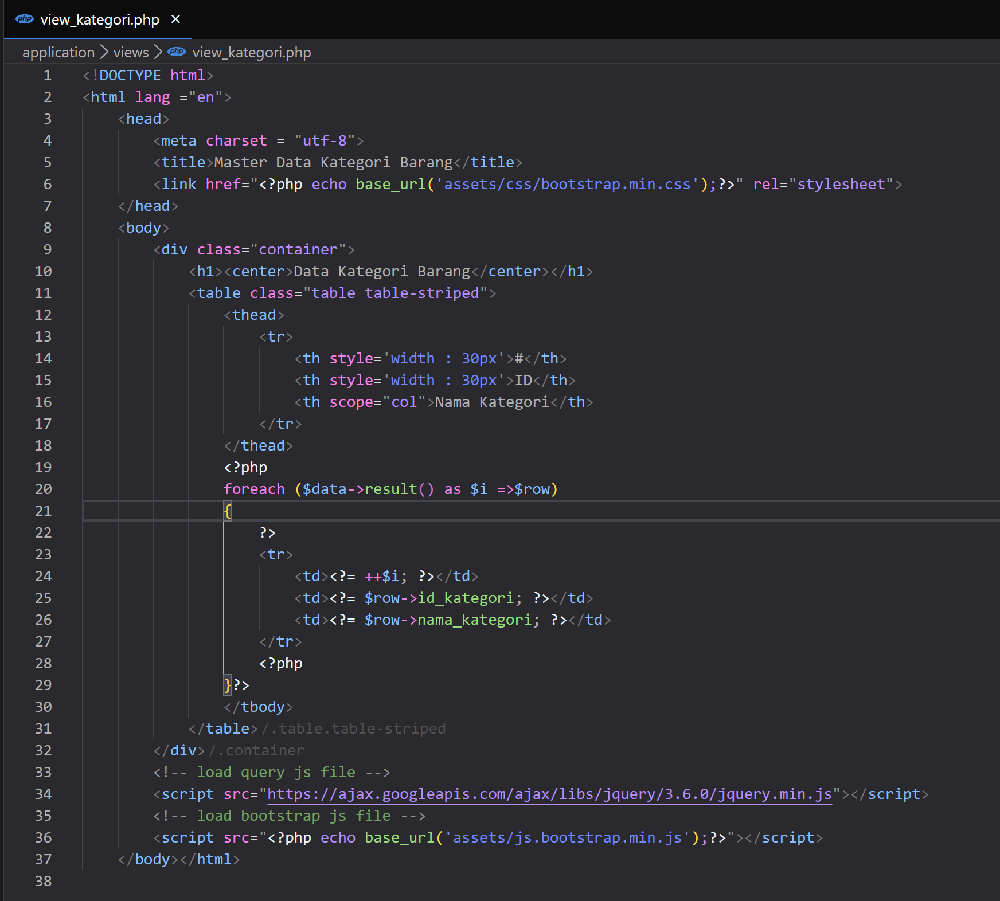 php view_kategori.php ×
application > views > php view_kategori.php
1 <!DOCTYPE html>
2 <html lang ="en">
3     <head>
4         <meta charset = "utf-8">
5         <title>Master Data Kategori Barang</title>
6         <link href="<?php echo base_url('assets/css/bootstrap.min.css');?>" rel="stylesheet">
7     </head>
8     <body>
9         <div class="container">
10             <h1><center>Data Kategori Barang</center></h1>
11             <table class="table table-striped">
12                 <thead>
13                     <tr>
14                         <th style='width : 30px'>#</th>
15                         <th style='width : 30px'>ID</th>
16                         <th scope="col">Nama Kategori</th>
17                     </tr>
18                 </thead>
19                 <?php
20                 foreach ($data->result() as $i =>$row)
21                 {
22                     ?>
23                     <tr>
24                         <td><?= ++$i; ?></td>
25                         <td><?= $row->id_kategori; ?></td>
26                         <td><?= $row->nama_kategori; ?></td>
27                     </tr>
28                     <?php
29                 }?>
30                 </tbody>
31             </table>/.table.table-striped
32         </div>/.container
33         <!-- load query js file -->
34         <script src="https://ajax.googleapis.com/ajax/libs/jquery/3.6.0/jquery.min.js"></script>
35         <!-- load bootstrap js file -->
36         <script src="<?php echo base_url('assets/js.bootstrap.min.js');?>"></script>
37     </body></html>
38